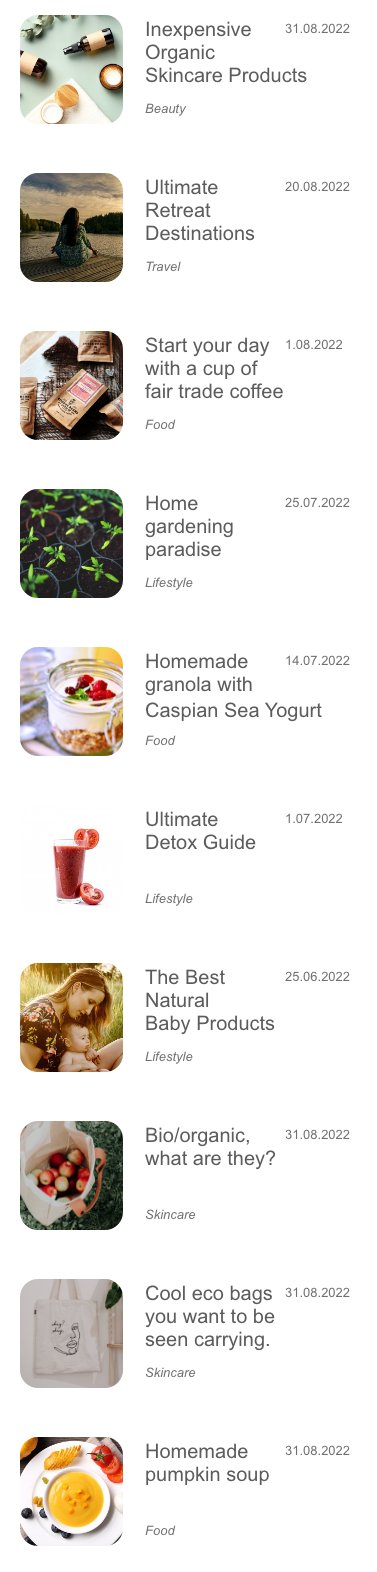 Inexpensive 31.08.2022
Organic
Skincare Products
Beauty
Ultimate 20.08.2022
Retreat
Destinations
Travel
Start your day 1.08.2022
with a cup of
fair trade coffee
Food
Home 25.07.2022
gardening
paradise
Lifestyle
Homemade 14.07.2022
granola with
Caspian Sea Yogurt
Food
Ultimate 1.07.2022
Detox Guide
Lifestyle
The Best 25.06.2022
Natural
Baby Products
Lifestyle
Bio/organic, 31.08.2022
what are they?
Skincare
Cool eco bags 31.08.2022
you want to be
seen carrying.
Skincare
Homemade 31.08.2022
pumpkin soup
Food